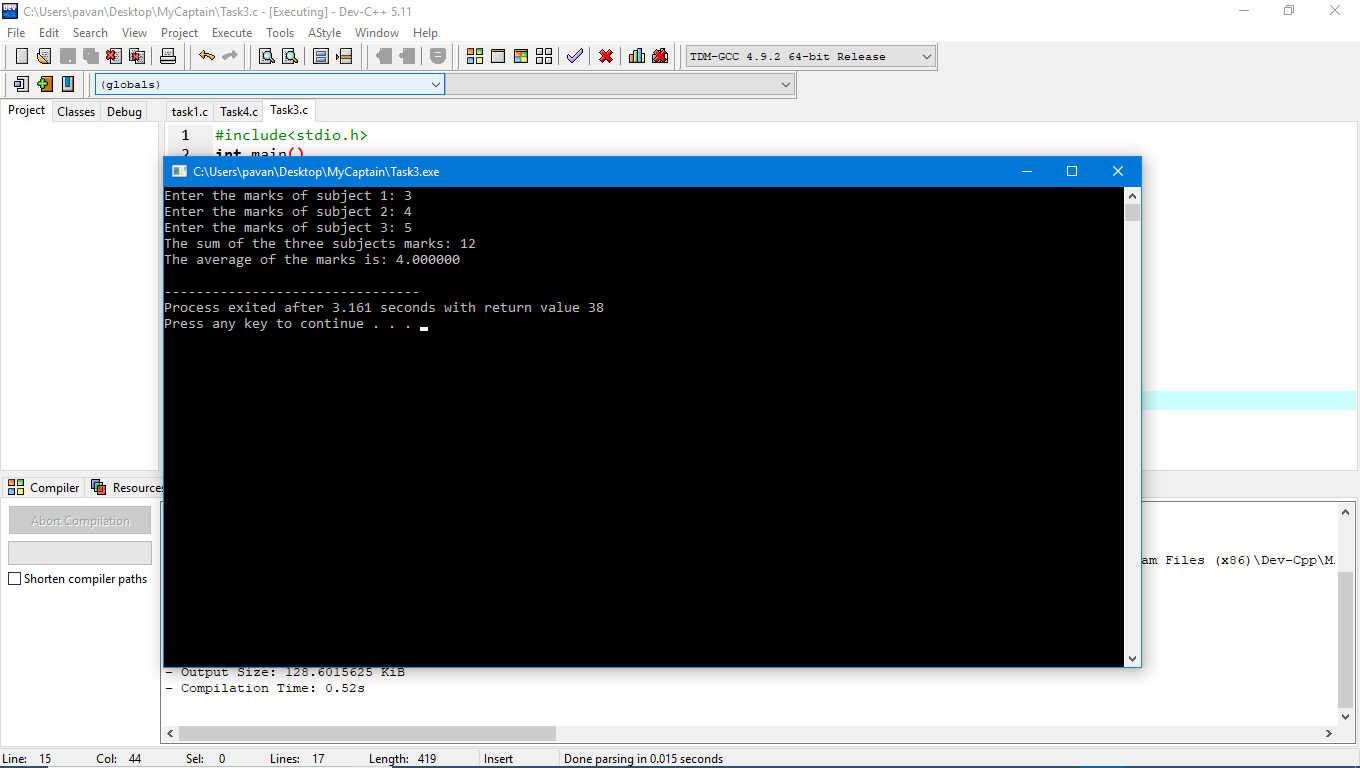 C:\Users\pavan\Desktop\MyCaptain\Task3.c - [Executing] - Dev-C++ 5.11
File Edit Search View Project Execute Tools AStyle Window Help
TDM-GCC 4.9.2 64-bit Release
(globals)
Project Classes Debug
task1.c Task4.c Task3.c
1 #include<stdio.h>
2 int main()
C:\Users\pavan\Desktop\MyCaptain\Task3.exe
Enter the marks of subject 1: 3
Enter the marks of subject 2: 4
Enter the marks of subject 3: 5
The sum of the three subjects marks: 12
The average of the marks is: 4.000000
--------------------------------
Process exited after 3.161 seconds with return value 38
Press any key to continue . . .
Compiler Resources
Abort Compilation
Shorten compiler paths
am Files (x86)\Dev-Cpp\M
- Output Size: 128.6015625 KiB
- Compilation Time: 0.52s
Line: 15 Col: 44 Sel: 0 Lines: 17 Length: 419 Insert Done parsing in 0.015 seconds